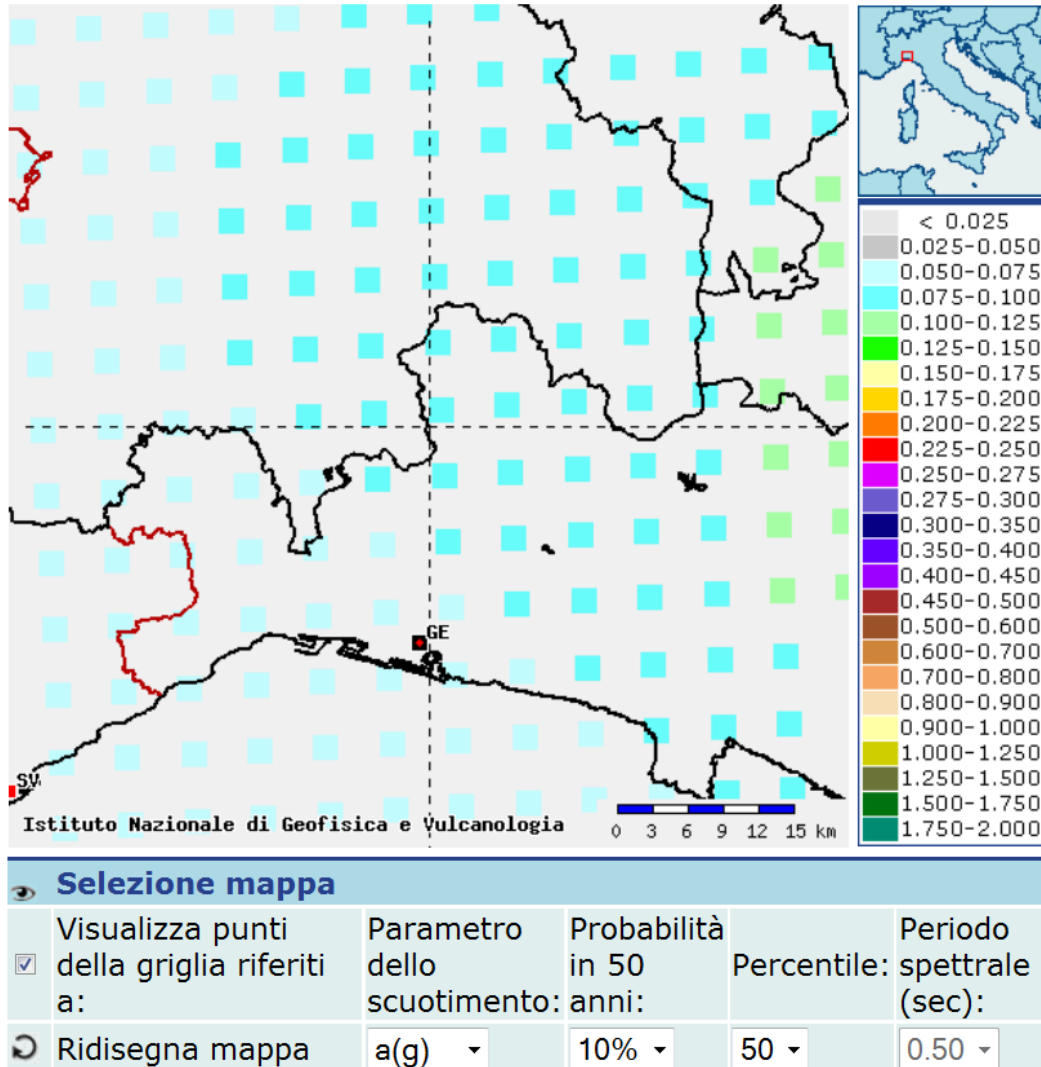 GE
SV
Istituto Nazionale di Geofisica e Vulcanologia
0 3 6 9 12 15 km
< 0.025
0.025-0.050
0.050-0.075
0.075-0.100
0.100-0.125
0.125-0.150
0.150-0.175
0.175-0.200
0.200-0.225
0.225-0.250
0.250-0.275
0.275-0.300
0.300-0.350
0.350-0.400
0.400-0.450
0.450-0.500
0.500-0.600
0.600-0.700
0.700-0.800
0.800-0.900
0.900-1.000
1.000-1.250
1.250-1.500
1.500-1.750
1.750-2.000
Selezione mappa
Visualizza punti
della griglia riferiti
a:
Parametro
dello
scuotimento:
Probabilità
in 50
anni:
Percentile:
Periodo
spettrale
(sec):
Ridisegna mappa
a(g)
10%
50
0.50